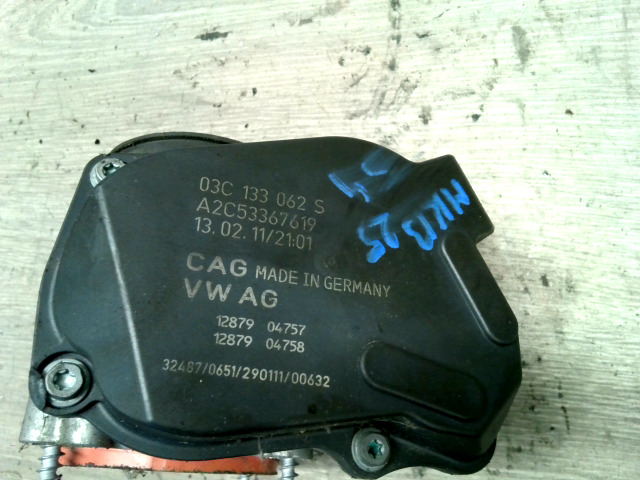 03C 133 062 S
A2C53367619
13.02.11/21:01
CAG MADE IN GERMANY
VW AG
12879 04757
12879 04758
32487/0651/290111/00632